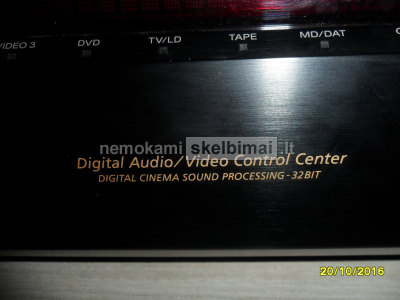 VIDEO 3 DVD TV/LD TAPE MD/DAT
nemokami skelbimai.lt
Digital Audio/Video Control Center
DIGITAL CINEMA SOUND PROCESSING - 32BIT
20/10/2016